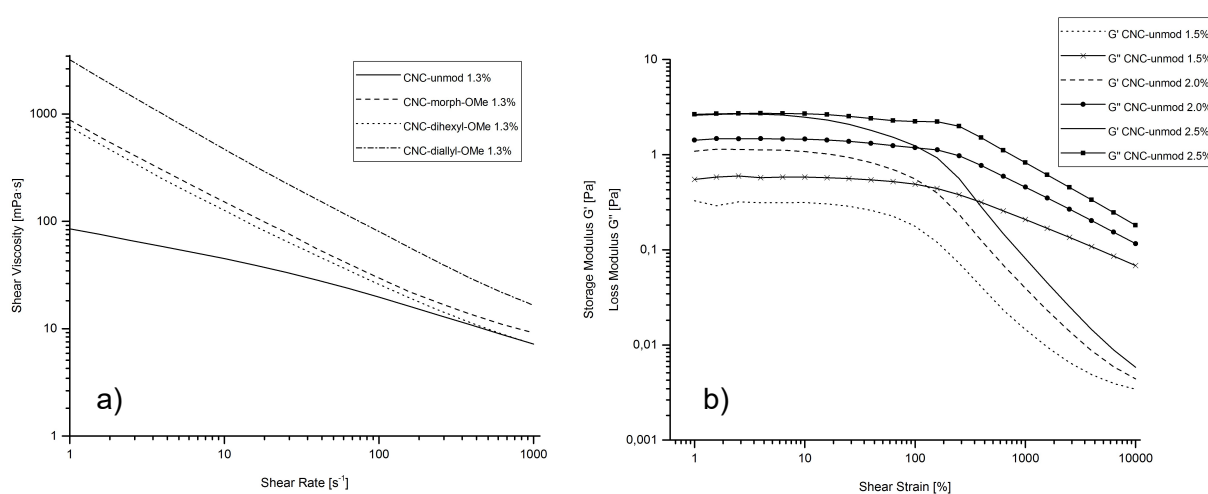 CNC-unmod 1.3%
CNC-morph-OMe 1.3%
CNC-dihexyl-OMe 1.3%
CNC-diallyl-OMe 1.3%
1000
100
10
1
Shear Viscosity [mPa·s]
a)
1 10 100 1000
Shear Rate [s⁻¹]
G' CNC-unmod 1.5%
G" CNC-unmod 1.5%
G' CNC-unmod 2.0%
G" CNC-unmod 2.0%
G' CNC-unmod 2.5%
G" CNC-unmod 2.5%
10
1
0,1
0,01
0,001
Storage Modulus G' [Pa]
Loss Modulus G" [Pa]
b)
1 10 100 1000 10000
Shear Strain [%]